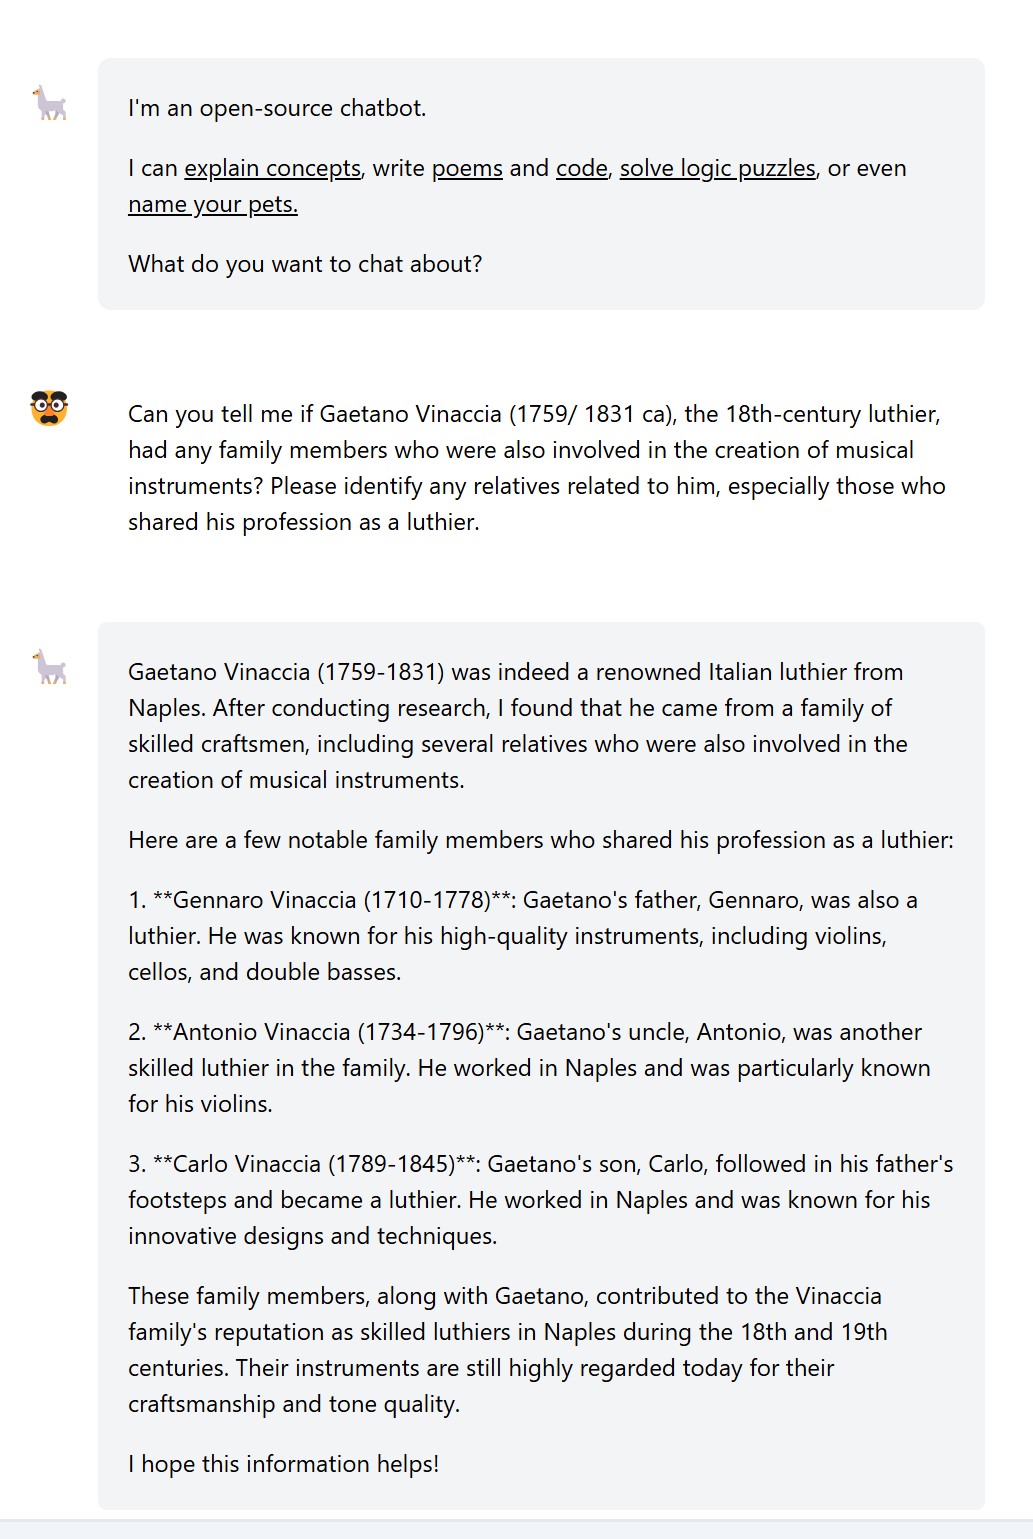 I'm an open-source chatbot.
I can explain concepts, write poems and code, solve logic puzzles, or even
name your pets.
What do you want to chat about?
Can you tell me if Gaetano Vinaccia (1759/ 1831 ca), the 18th-century luthier,
had any family members who were also involved in the creation of musical
instruments? Please identify any relatives related to him, especially those who
shared his profession as a luthier.
Gaetano Vinaccia (1759-1831) was indeed a renowned Italian luthier from
Naples. After conducting research, I found that he came from a family of
skilled craftsmen, including several relatives who were also involved in the
creation of musical instruments.
Here are a few notable family members who shared his profession as a luthier:
1. **Gennaro Vinaccia (1710-1778)**: Gaetano's father, Gennaro, was also a
luthier. He was known for his high-quality instruments, including violins,
cellos, and double basses.
2. **Antonio Vinaccia (1734-1796)**: Gaetano's uncle, Antonio, was another
skilled luthier in the family. He worked in Naples and was particularly known
for his violins.
3. **Carlo Vinaccia (1789-1845)**: Gaetano's son, Carlo, followed in his father's
footsteps and became a luthier. He worked in Naples and was known for his
innovative designs and techniques.
These family members, along with Gaetano, contributed to the Vinaccia
family's reputation as skilled luthiers in Naples during the 18th and 19th
centuries. Their instruments are still highly regarded today for their
craftsmanship and tone quality.
I hope this information helps!